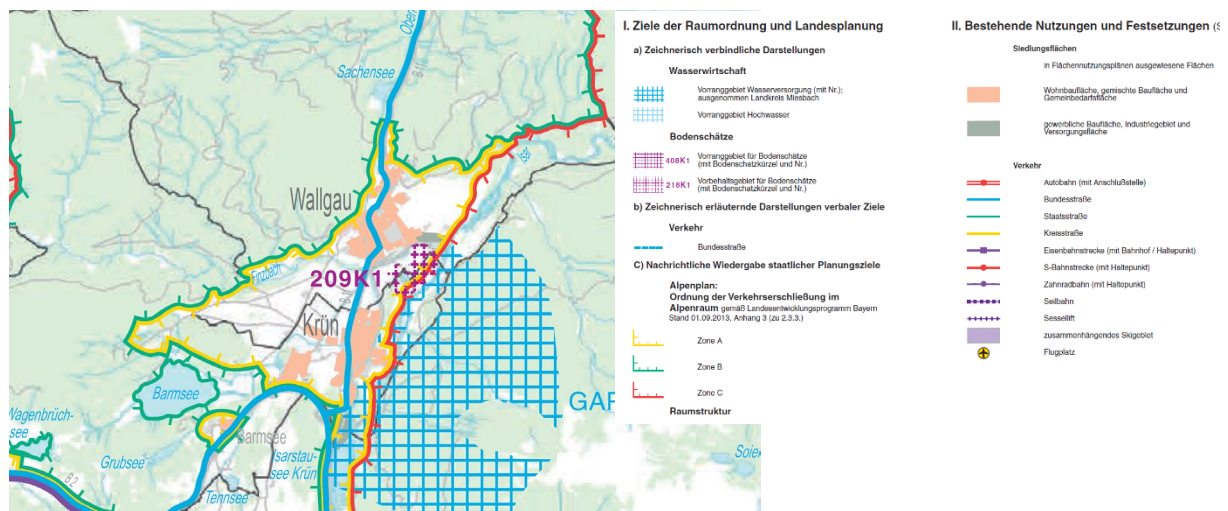 Obern
Sachensee
B 11
Isar
Wallgau
Finzbach
209K1
Krün
Barmsee
GAR
Wagenbrüch-
see
Barmsee
Grubsee
Isarstau-
see Krün
B 2
Tennsee
Soie
I. Ziele der Raumordnung und Landesplanung
a) Zeichnerisch verbindliche Darstellungen
Wasserwirtschaft
Vorranggebiet Wasserversorgung (mit Nr.);
ausgenommen Landkreis Miesbach
Vorranggebiet Hochwasser
Bodenschätze
408K1
Vorranggebiet für Bodenschätze
(mit Bodenschatzkürzel und Nr.)
218K1
Vorbehaltsgebiet für Bodenschätze
(mit Bodenschatzkürzel und Nr.)
b) Zeichnerisch erläuternde Darstellungen verbaler Ziele
Verkehr
Bundesstraße
C) Nachrichtliche Wiedergabe staatlicher Planungsziele
Alpenplan:
Ordnung der Verkehrserschließung im
Alpenraum gemäß Landesentwicklungsprogramm Bayern
Stand 01.09.2013, Anhang 3 (zu 2.3.3.)
Zone A
Zone B
Zone C
Raumstruktur
II. Bestehende Nutzungen und Festsetzungen (S
Siedlungsflächen
in Flächennutzungsplänen ausgewiesene Flächen
Wohnbaufläche, gemischte Baufläche und
Gemeinbedarfsfläche
gewerbliche Baufläche, Industriegebiet und
Versorgungsfläche
Verkehr
Autobahn (mit Anschlußstelle)
Bundesstraße
Staatsstraße
Kreisstraße
Eisenbahnstrecke (mit Bahnhof / Haltepunkt)
S-Bahnstrecke (mit Haltepunkt)
Zahnradbahn (mit Haltepunkt)
Seilbahn
Sessellift
zusammenhängendes Skigebiet
Flugplatz